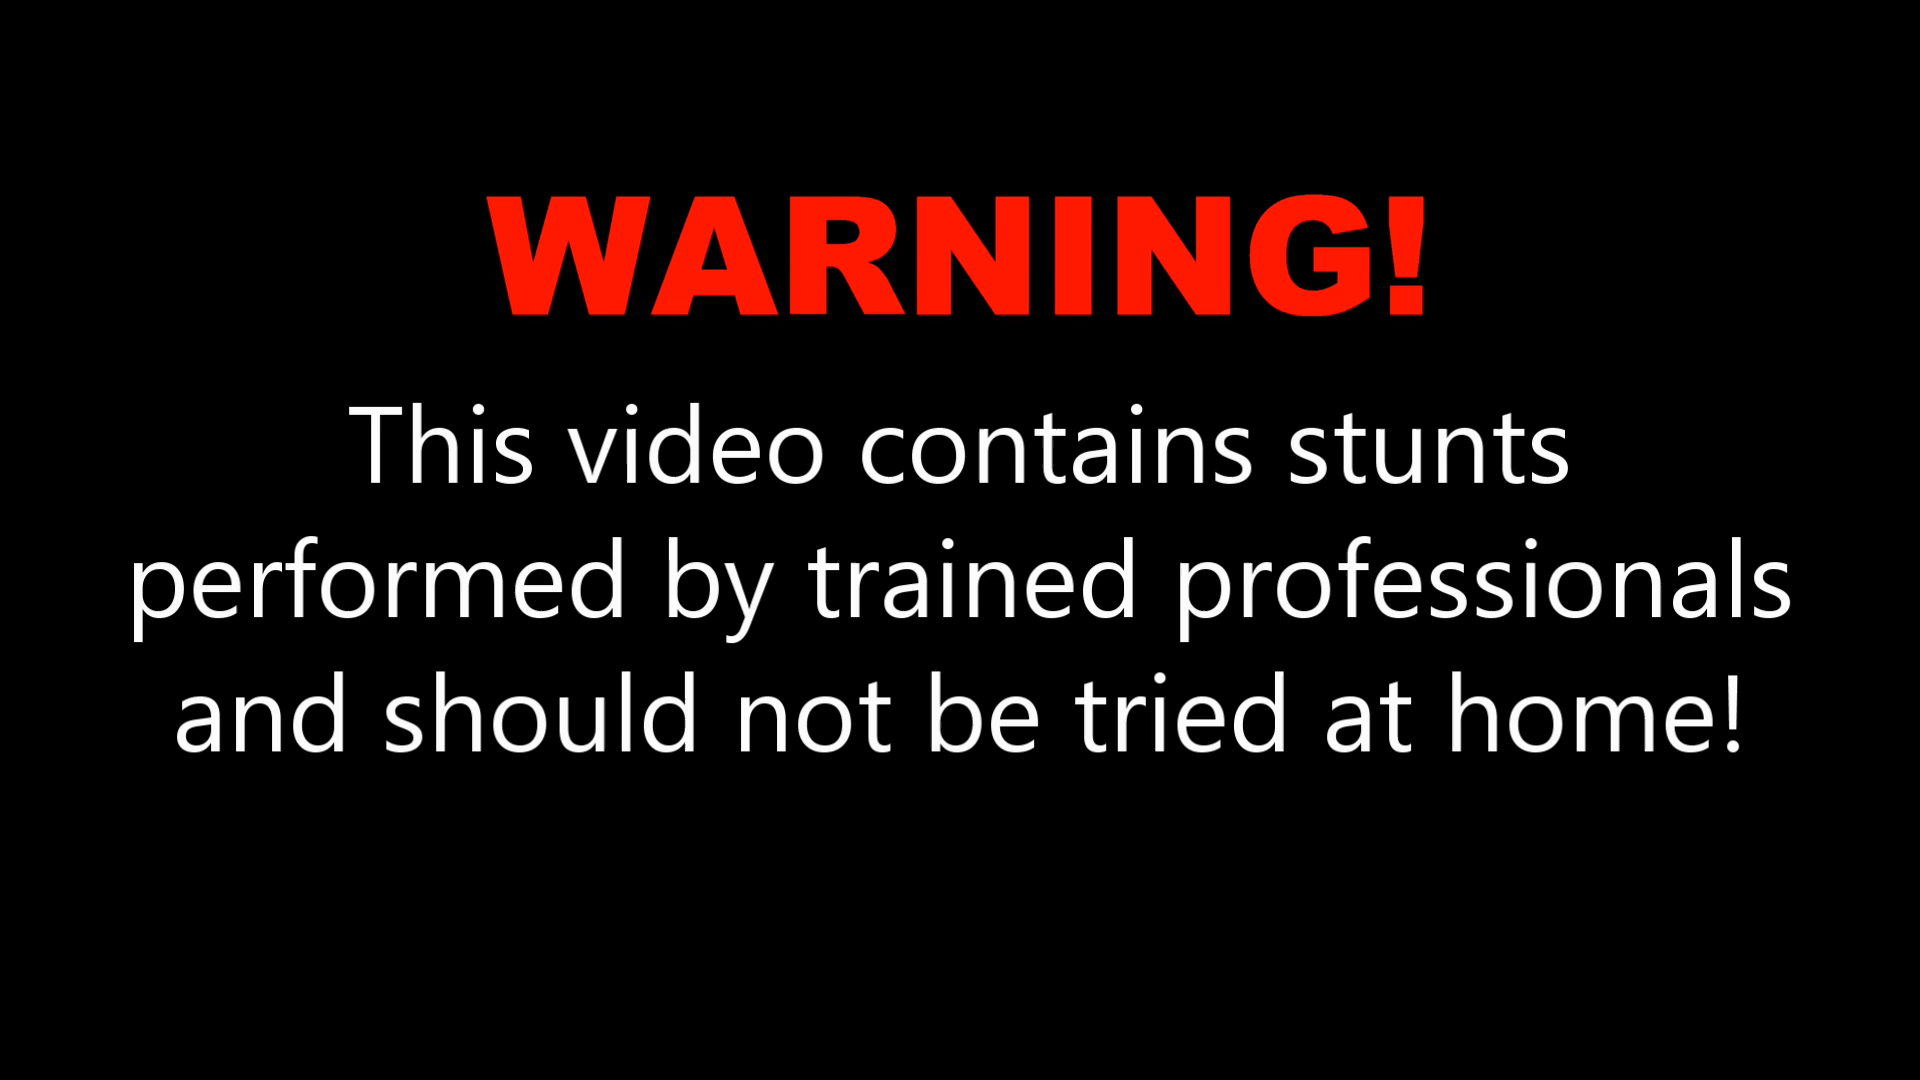 WARNING!
This video contains stunts
performed by trained professionals
and should not be tried at home!